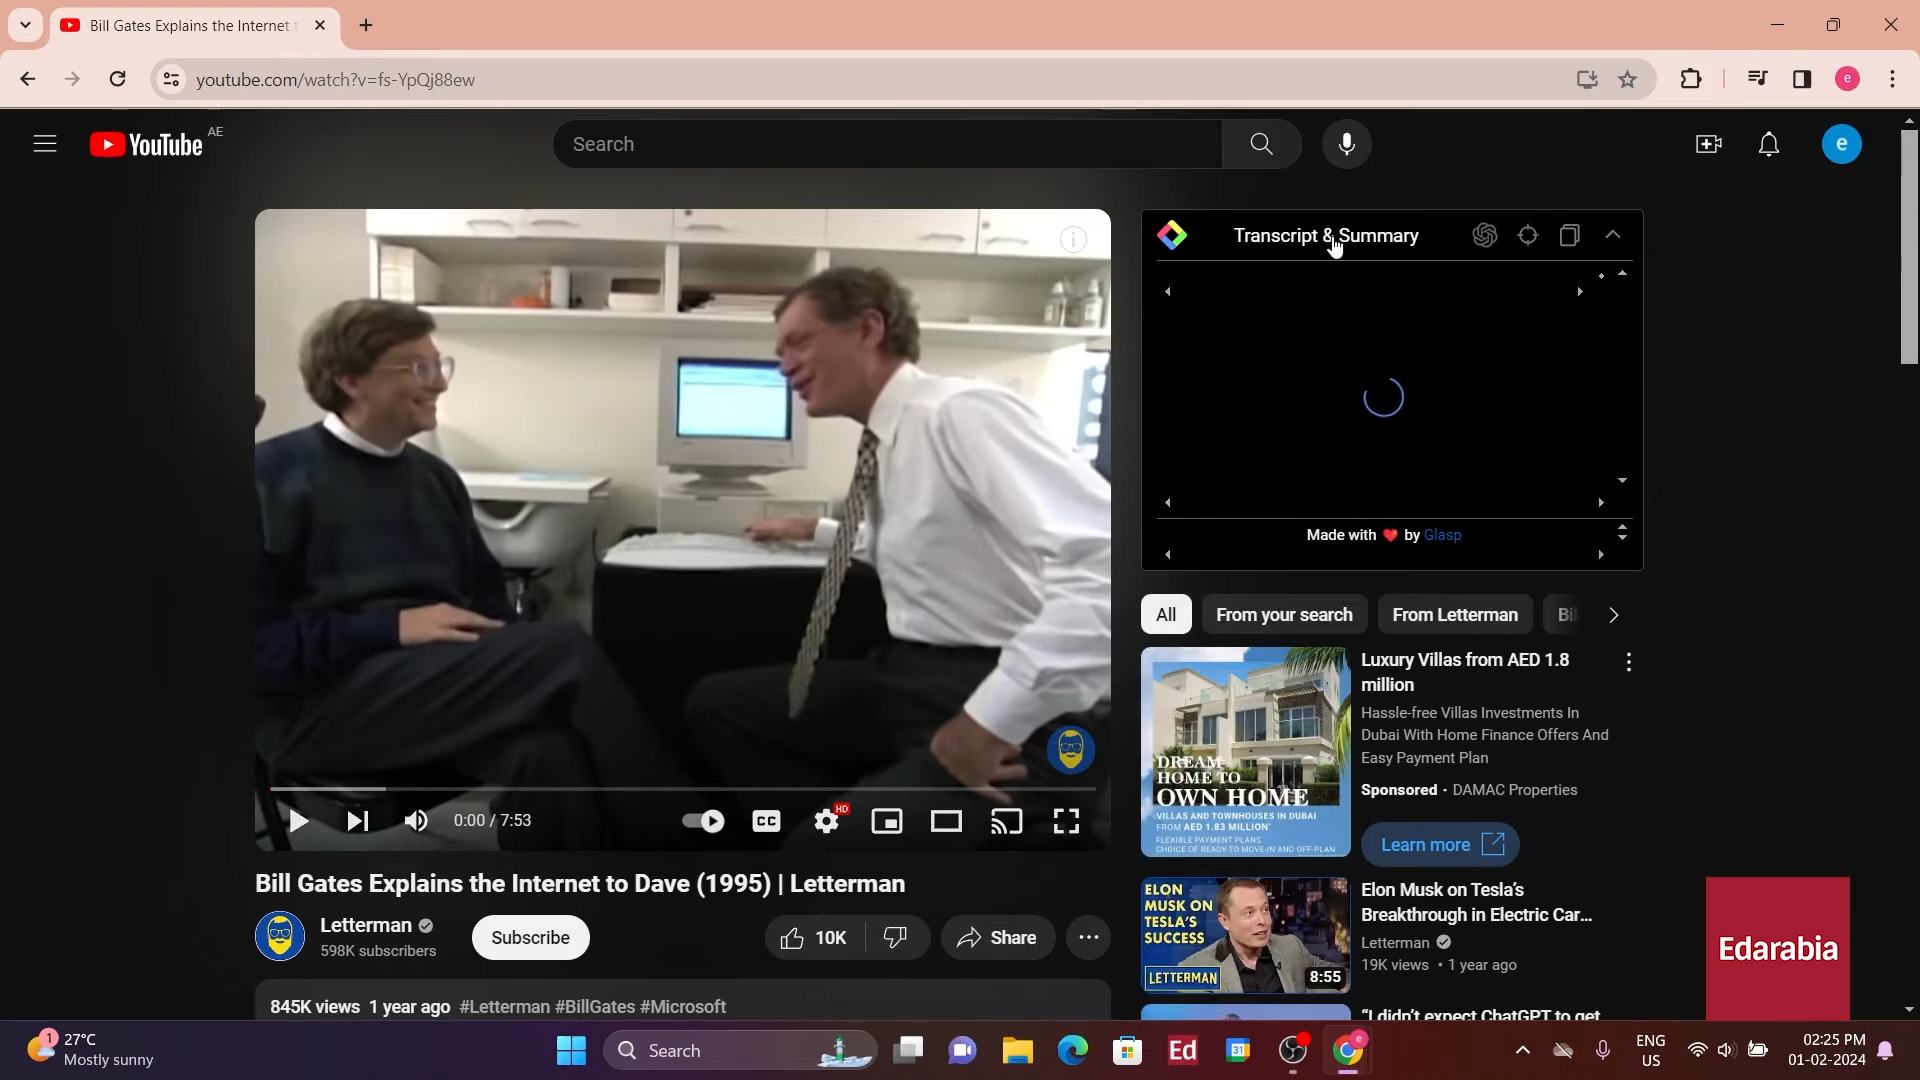 Bill Gates Explains the Internet t
youtube.com/watch?v=fs-YpQj88ew
e
YouTube
AE
Search
e
Transcript & Summary
Made with ❤️ by Glasp
All
From your search
From Letterman
Bil
DREAM
HOME TO
OWN HOME
VILLAS AND TOWNHOUSES IN DUBAI
FROM AED 1.83 MILLION*
FLEXIBLE PAYMENT PLANS
CHOICE OF READY TO MOVE-IN AND OFF-PLAN
Luxury Villas from AED 1.8
million
Hassle-free Villas Investments In
Dubai With Home Finance Offers And
Easy Payment Plan
Sponsored · DAMAC Properties
Learn more
0:00 / 7:53
CC
HD
Bill Gates Explains the Internet to Dave (1995) | Letterman
Letterman
598K subscribers
Subscribe
10K
Share
845K views 1 year ago #Letterman #BillGates #Microsoft
ELON
MUSK ON
TESLA'S
SUCCESS
LETTERMAN
8:55
Elon Musk on Tesla's
Breakthrough in Electric Car...
Letterman
19K views • 1 year ago
"I didn't expect ChatGPT to get
Edarabia
1
27°C
Mostly sunny
Search
Ed
31
e
ENG
US
02:25 PM
01-02-2024